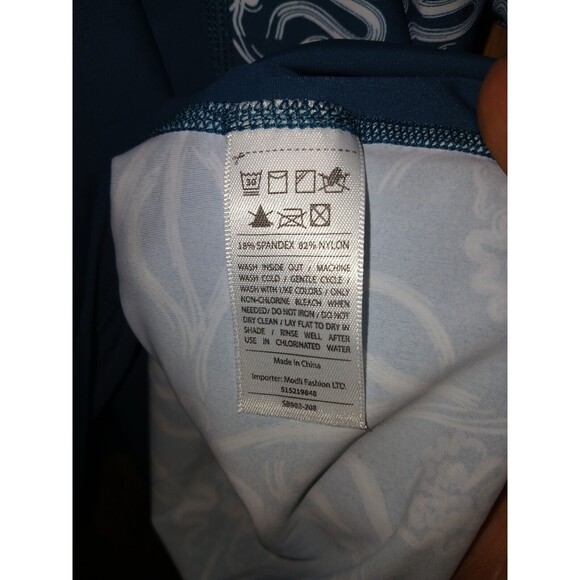 30
18% SPANDEX 82% NYLON
WASH INSIDE OUT / MACHINE
WASH COLD / GENTLE CYCLE /
WASH WITH LIKE COLORS / ONLY
NON-CHLORINE BLEACH WHEN
NEEDED/ DO NOT IRON / DO NOT
DRY CLEAN / LAY FLAT TO DRY IN
SHADE / RINSE WELL AFTER
USE IN CHLORINATED WATER
Made in China
Importer: Modli Fashion LTD.
515219848
SB902-208